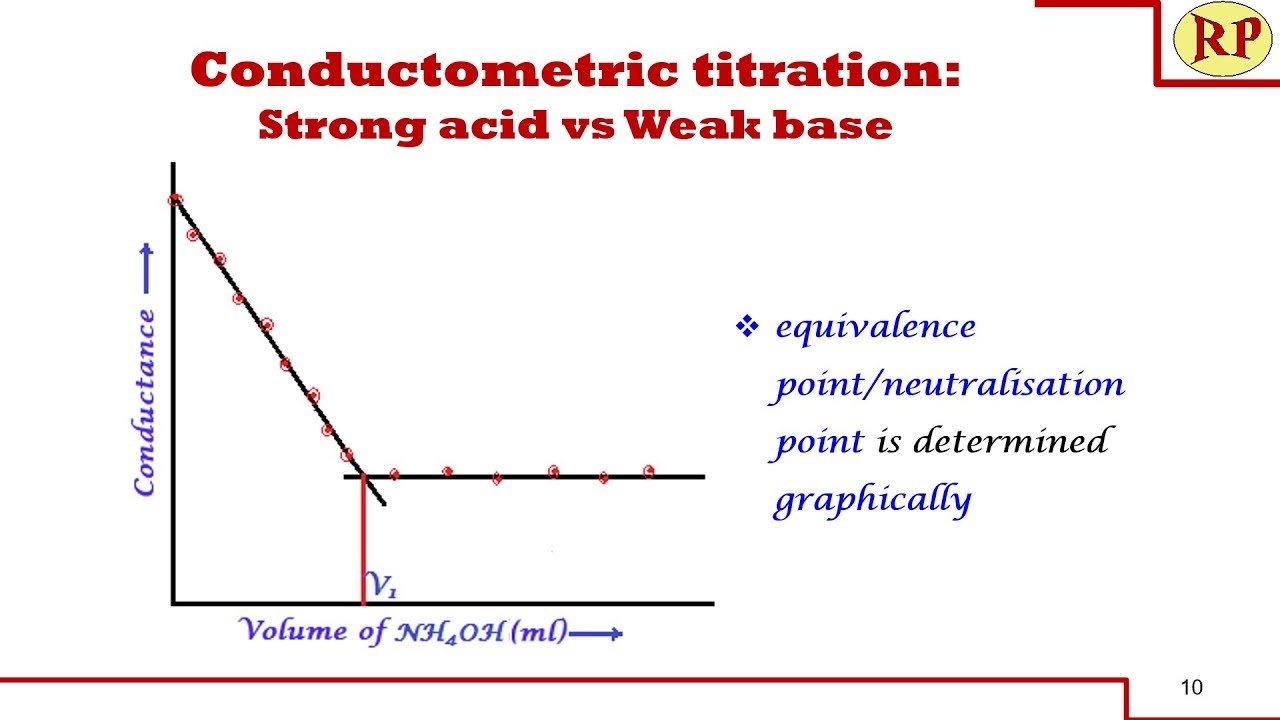 RP
Conductometric titration:
Strong acid vs Weak base
Conductance
❖ equivalence
point/neutralisation
point is determined
graphically
V₁
Volume of NH₄OH (ml)
10